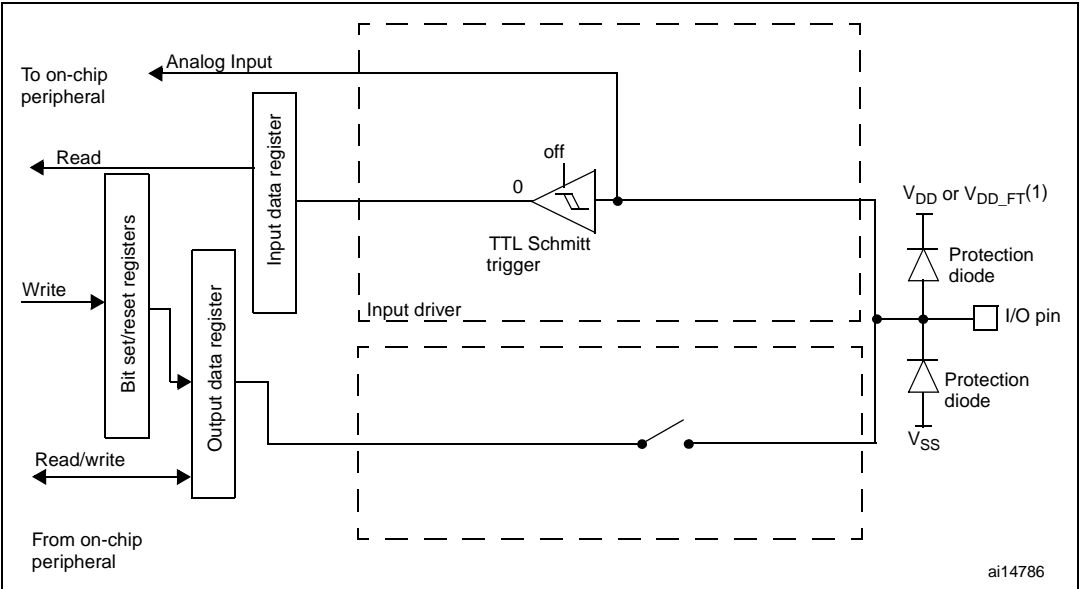 Analog Input
To on-chip
peripheral
Read
Input data register
off
0
TTL Schmitt
trigger
V_DD or V_DD_FT(1)
Protection
diode
Bit set/reset registers
Write
Output data register
Input driver
I/O pin
Protection
diode
V_SS
Read/write
From on-chip
peripheral
ai14786